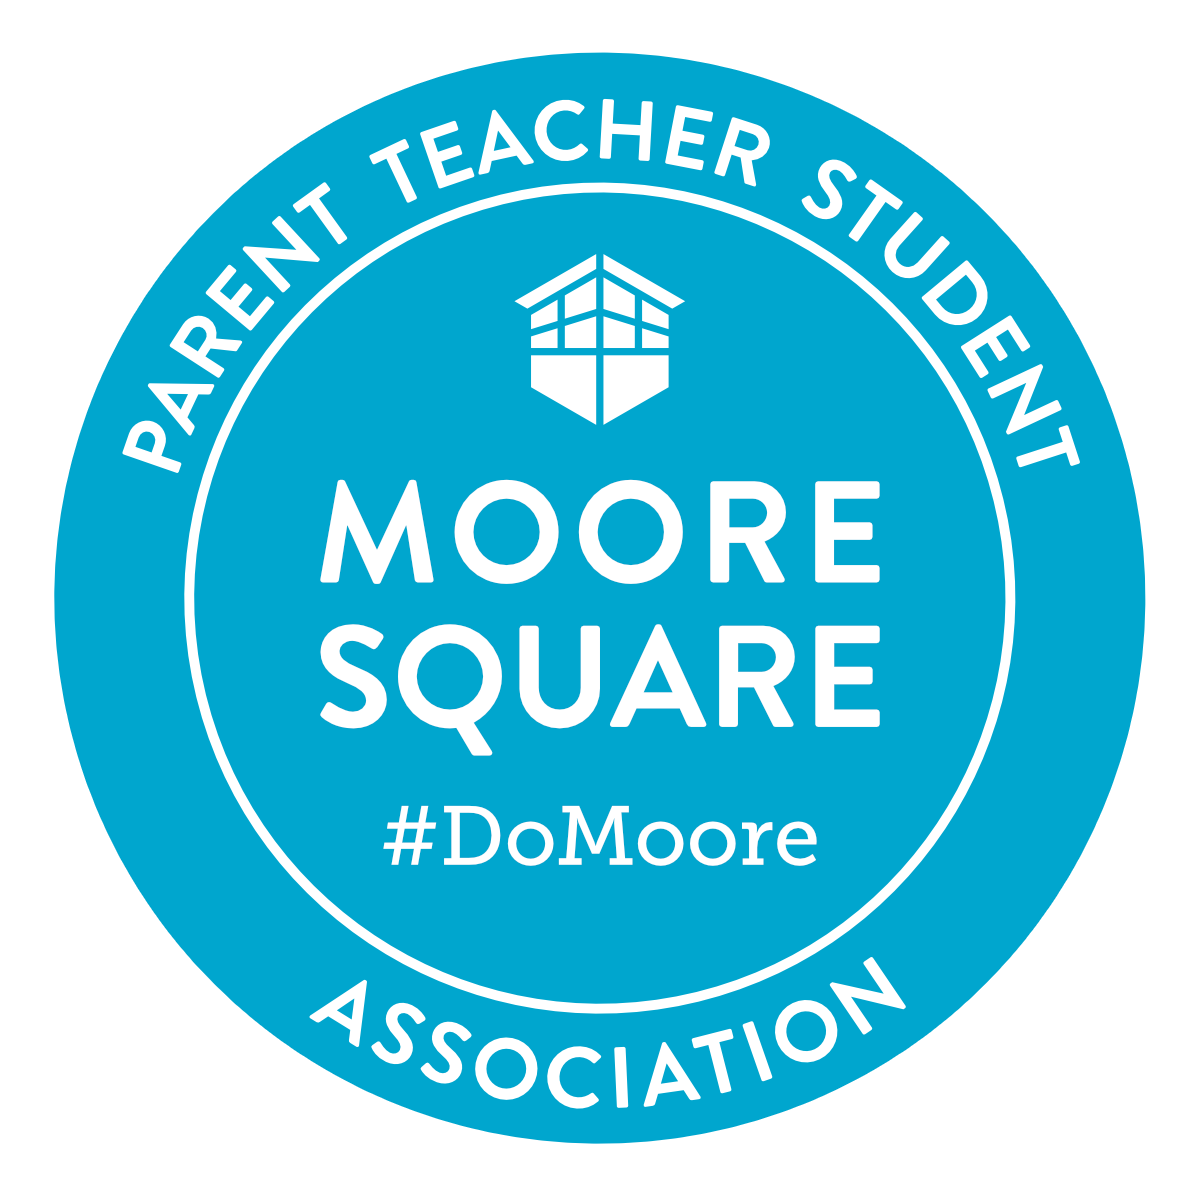 PARENT TEACHER STUDENT
MOORE
SQUARE
#DoMoore
ASSOCIATION